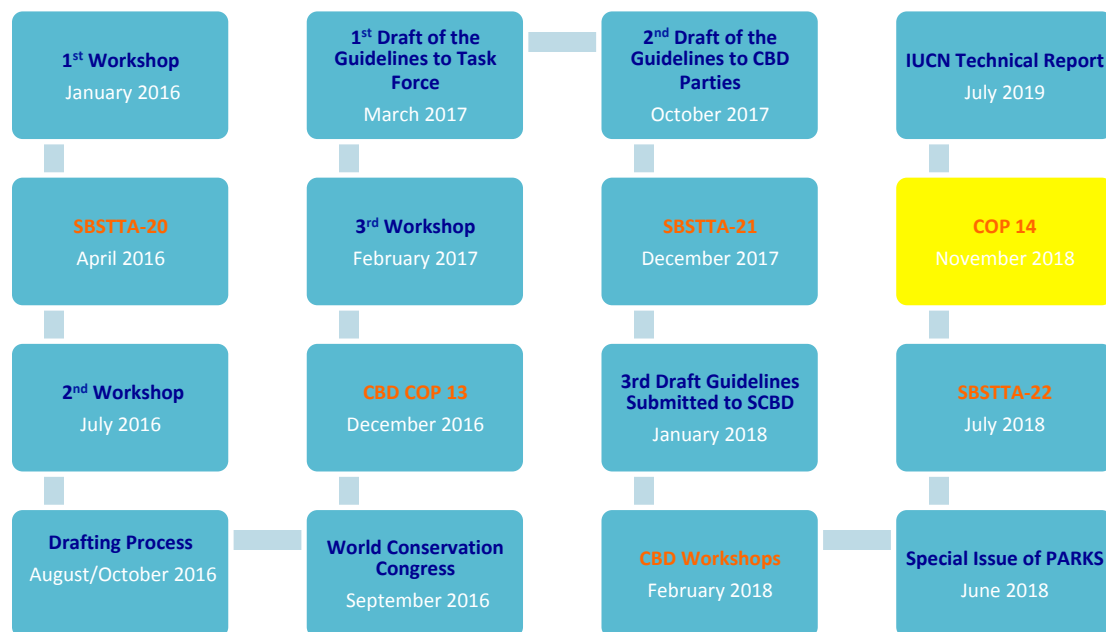 1st Workshop
January 2016
SBSTTA-20
April 2016
2nd Workshop
July 2016
Drafting Process
August/October 2016
World Conservation
Congress
September 2016
CBD COP 13
December 2016
3rd Workshop
February 2017
1st Draft of the
Guidelines to Task
Force
March 2017
2nd Draft of the
Guidelines to CBD
Parties
October 2017
SBSTTA-21
December 2017
3rd Draft Guidelines
Submitted to SCBD
January 2018
CBD Workshops
February 2018
Special Issue of PARKS
June 2018
SBSTTA-22
July 2018
COP 14
November 2018
IUCN Technical Report
July 2019